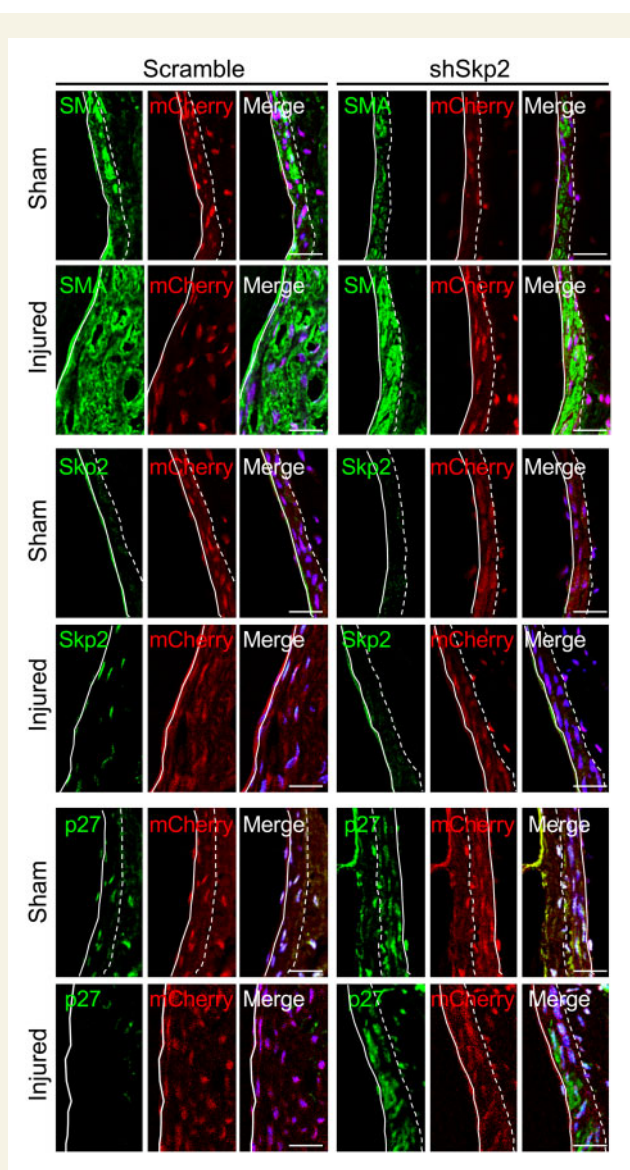 Scramble shSkp2
Sham SMA mCherry Merge SMA mCherry Merge
Injured SMA mCherry Merge SMA mCherry Merge
Sham Skp2 mCherry Merge Skp2 mCherry Merge
Injured Skp2 mCherry Merge Skp2 mCherry Merge
Sham p27 mCherry Merge p27 mCherry Merge
Injured p27 mCherry Merge p27 mCherry Merge